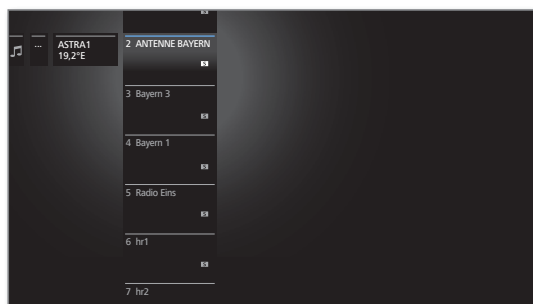 S
...
ASTRA1
19,2°E
2 ANTENNE BAYERN
S
3 Bayern 3
S
4 Bayern 1
S
5 Radio Eins
S
6 hr1
S
7 hr2